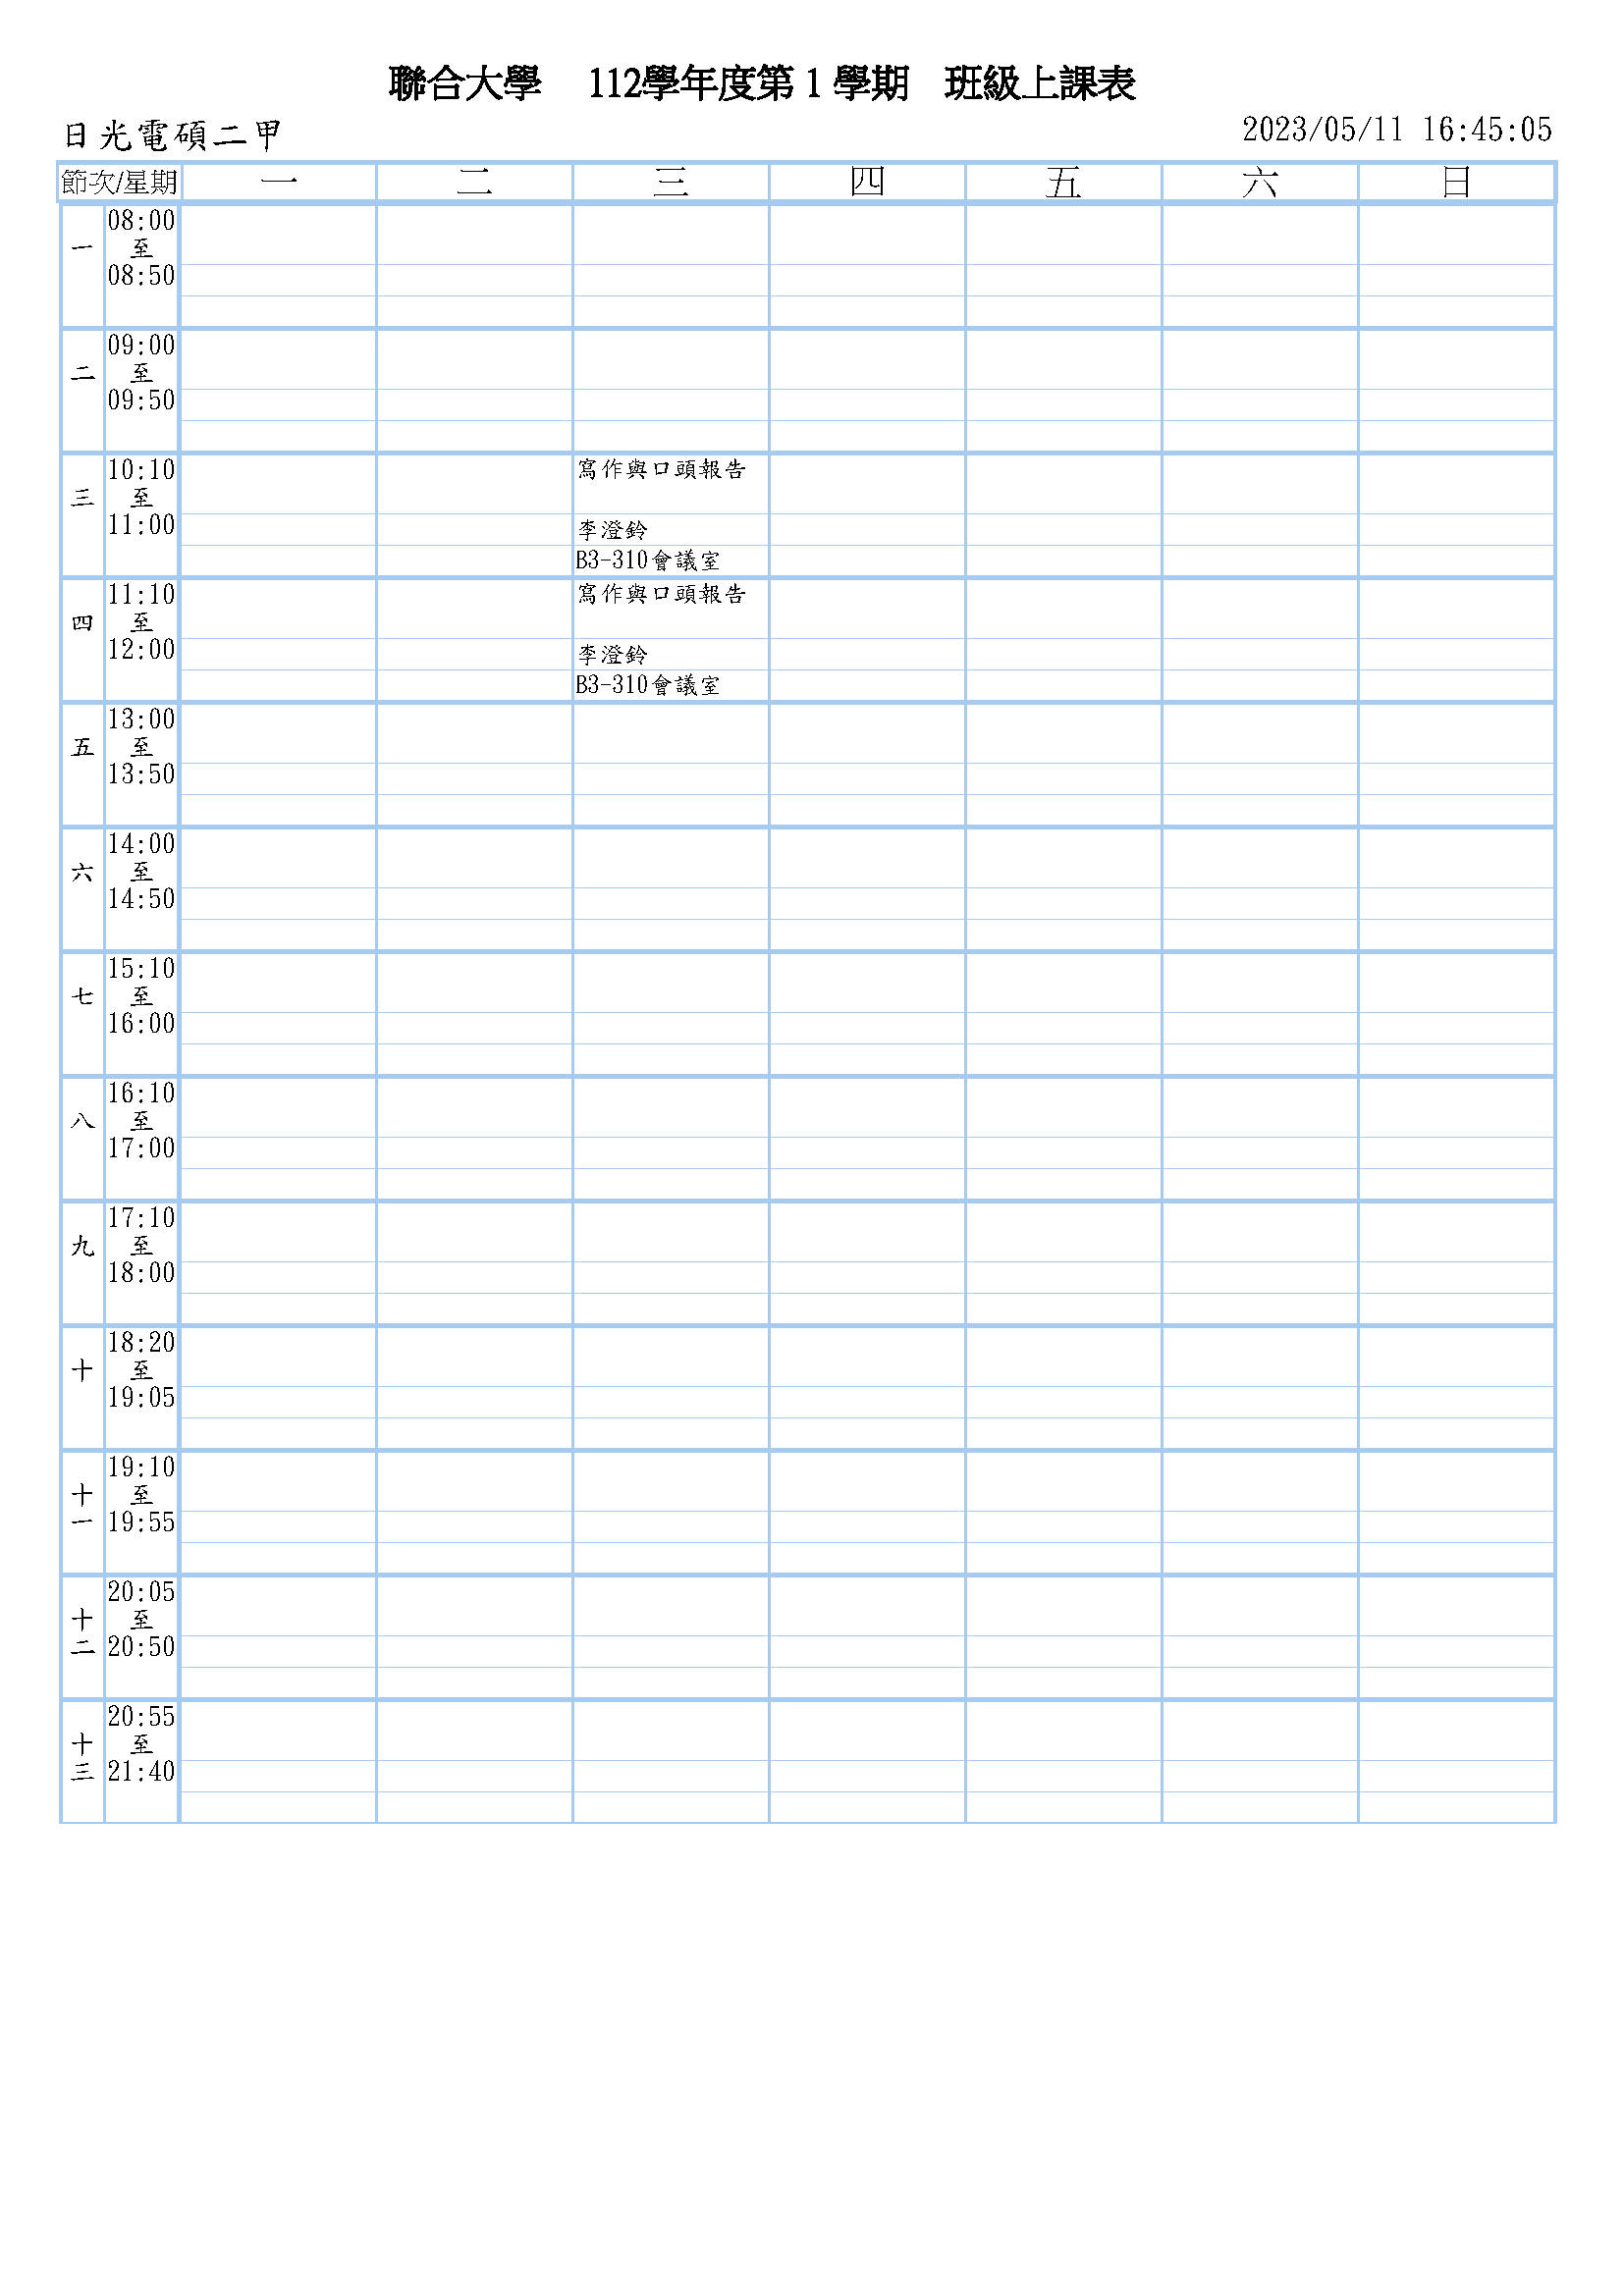 聯合大學 112學年度第 1 學期 班級上課表
日光電碩二甲
2023/05/11 16:45:05
節次/星期 一 二 三 四 五 六 日
一
08:00
至
08:50
二
09:00
至
09:50
三
10:10
至
11:00
寫作與口頭報告
李澄鈴
B3-310會議室
四
11:10
至
12:00
寫作與口頭報告
李澄鈴
B3-310會議室
五
13:00
至
13:50
六
14:00
至
14:50
七
15:10
至
16:00
八
16:10
至
17:00
九
17:10
至
18:00
十
18:20
至
19:05
十
一
19:10
至
19:55
十
二
20:05
至
20:50
十
三
20:55
至
21:40